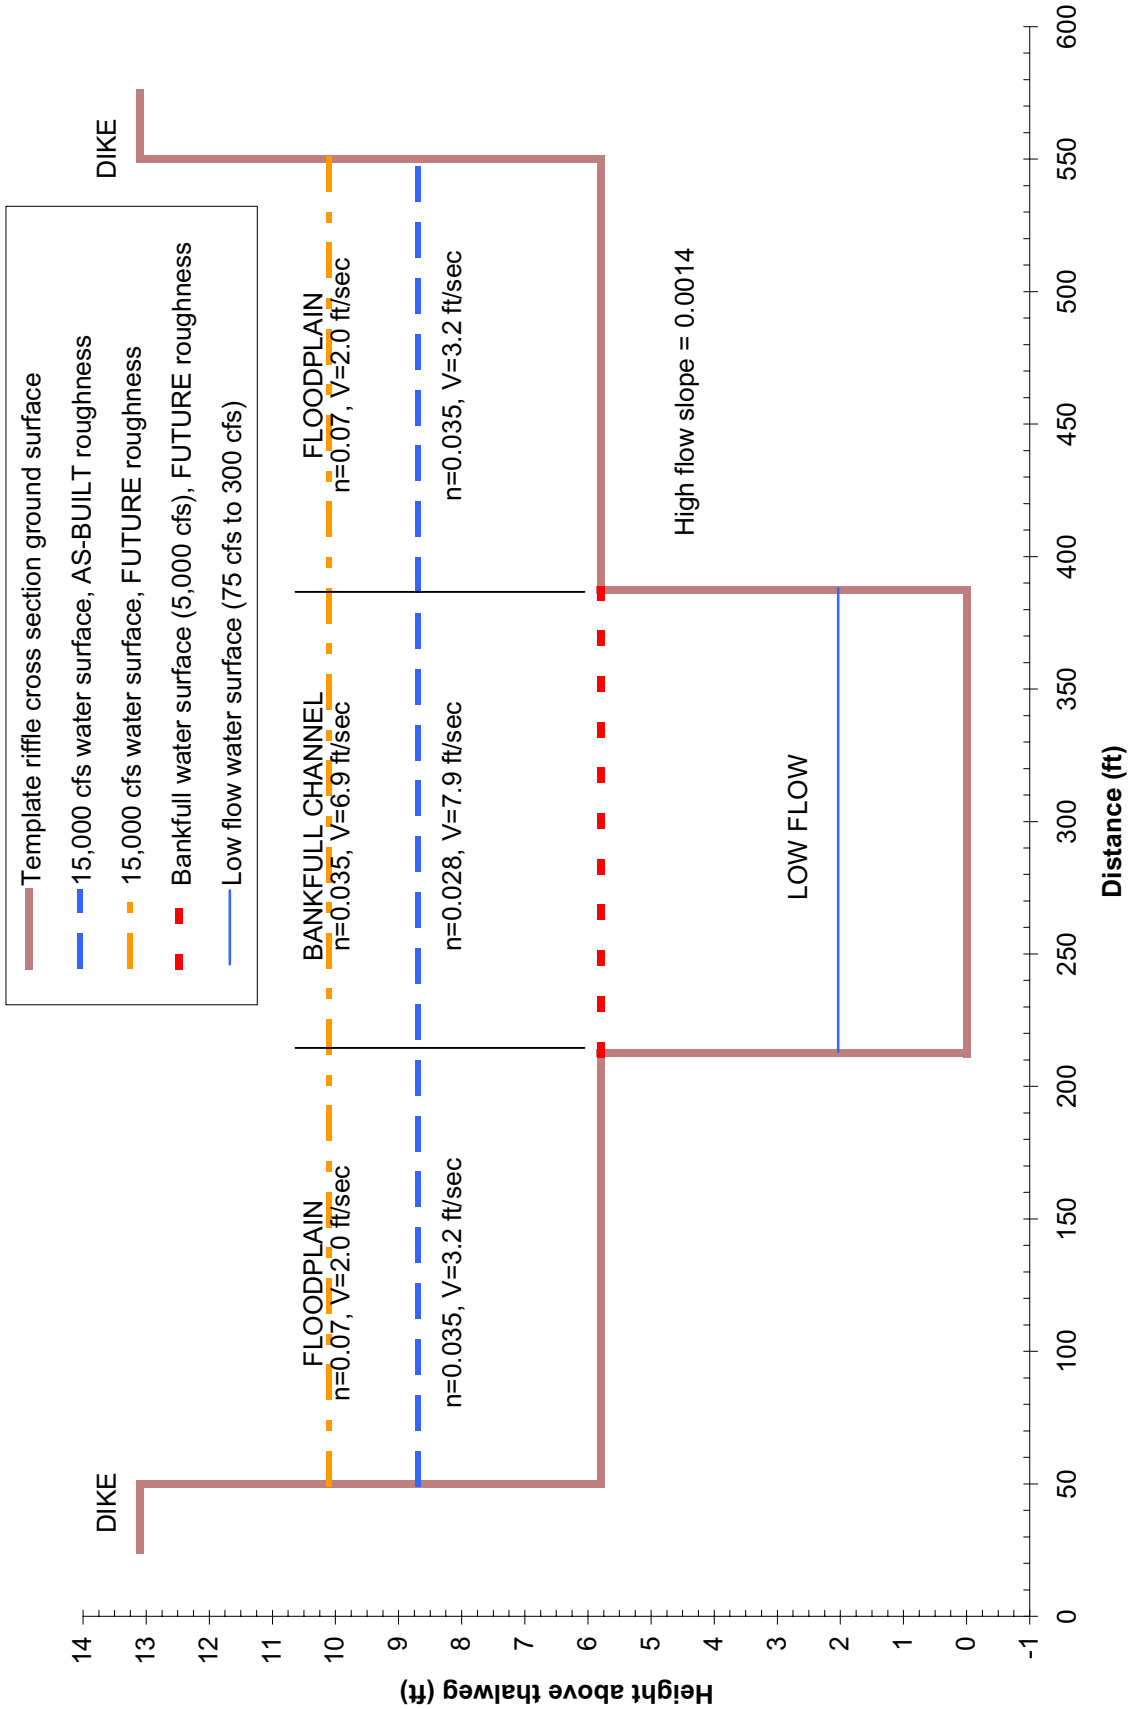 Template riffle cross section ground surface
15,000 cfs water surface, AS-BUILT roughness
15,000 cfs water surface, FUTURE roughness
Bankfull water surface (5,000 cfs), FUTURE roughness
Low flow water surface (75 cfs to 300 cfs)
DIKE
DIKE
FLOODPLAIN
n=0.07, V=2.0 ft/sec
n=0.035, V=3.2 ft/sec
BANKFULL CHANNEL
n=0.035, V=6.9 ft/sec
n=0.028, V=7.9 ft/sec
FLOODPLAIN
n=0.07, V=2.0 ft/sec
n=0.035, V=3.2 ft/sec
High flow slope = 0.0014
LOW FLOW
Height above thalweg (ft)
14
13
12
11
10
9
8
7
6
5
4
3
2
1
0
-1
0
50
100
150
200
250
300
350
400
450
500
550
600
Distance (ft)